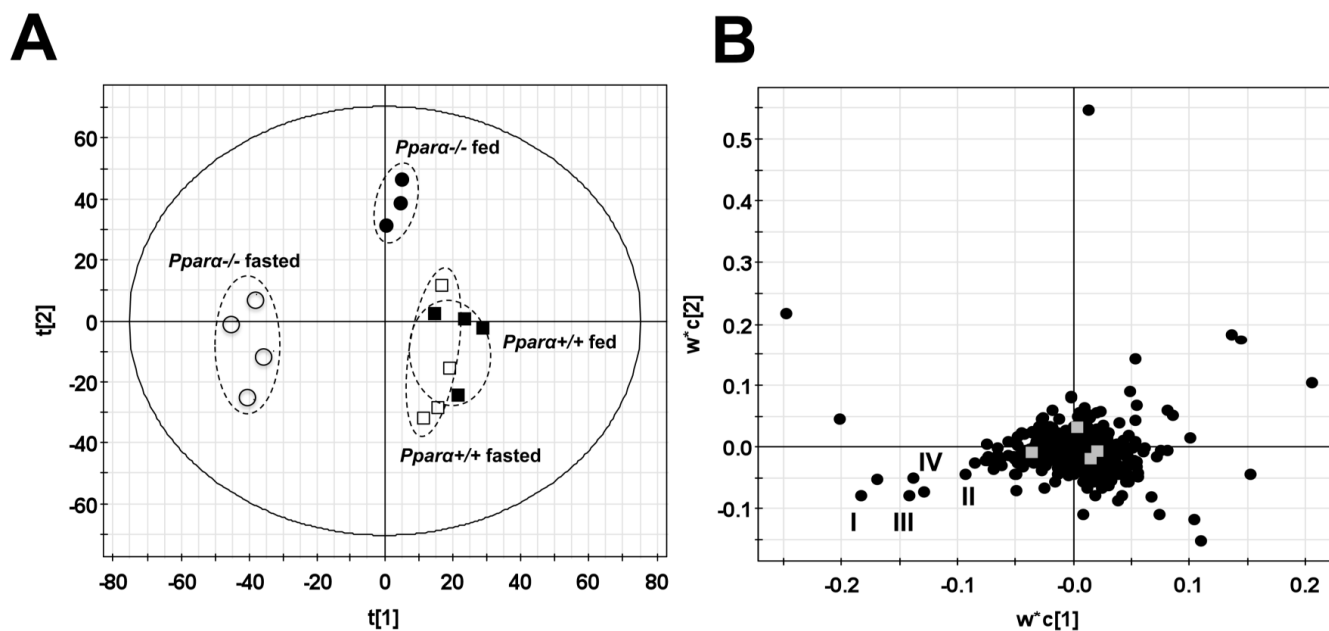 A
B
Pparα-/- fed
Pparα-/- fasted
Pparα+/+ fed
Pparα+/+ fasted
60
40
20
0
-20
-40
-60
t[2]
-80 -60 -40 -20 0 20 40 60 80
t[1]
0.5
0.4
0.3
0.2
0.1
0.0
-0.1
w*c[2]
I
III
IV
II
-0.2 -0.1 -0.0 0.1 0.2
w*c[1]